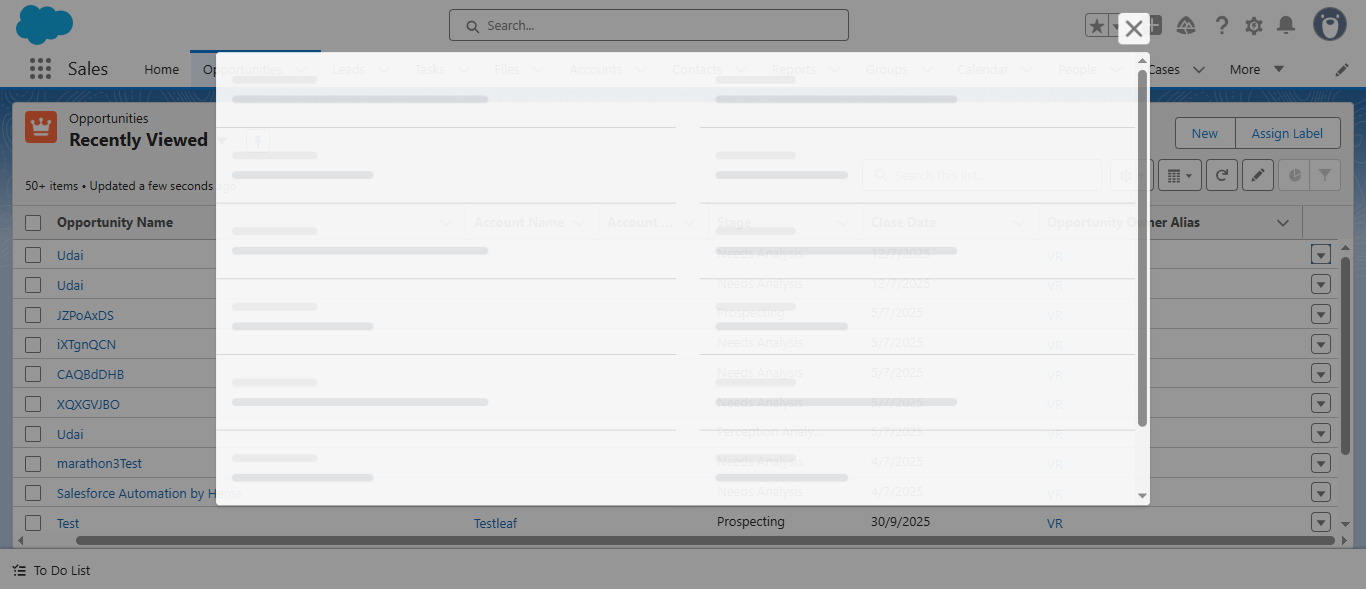 Search...
Sales Home Opportunities Leads Tasks Files Accounts Contacts Reports Groups Calendar People Cases More
Opportunities
Recently Viewed
New Assign Label
50+ items • Updated a few seconds ago
Search this list...
Opportunity Name Account Name Account ... Stage Close Date Opportunity Owner Alias
Udai Needs Analysis 12/7/2025 VR
Udai Needs Analysis 12/7/2025 VR
JZPoAxDS Prospecting 5/7/2025 VR
iXTgnQCN Needs Analysis 5/7/2025 VR
CAQBdDHB Needs Analysis 5/7/2025 VR
XQXGVJBO Needs Analysis 5/7/2025 VR
Udai Perception Analy... 5/7/2025 VR
marathon3Test Needs Analysis 4/7/2025 VR
Salesforce Automation by Needs Analysis 4/7/2025 VR
Test Testleaf Prospecting 30/9/2025 VR
To Do List